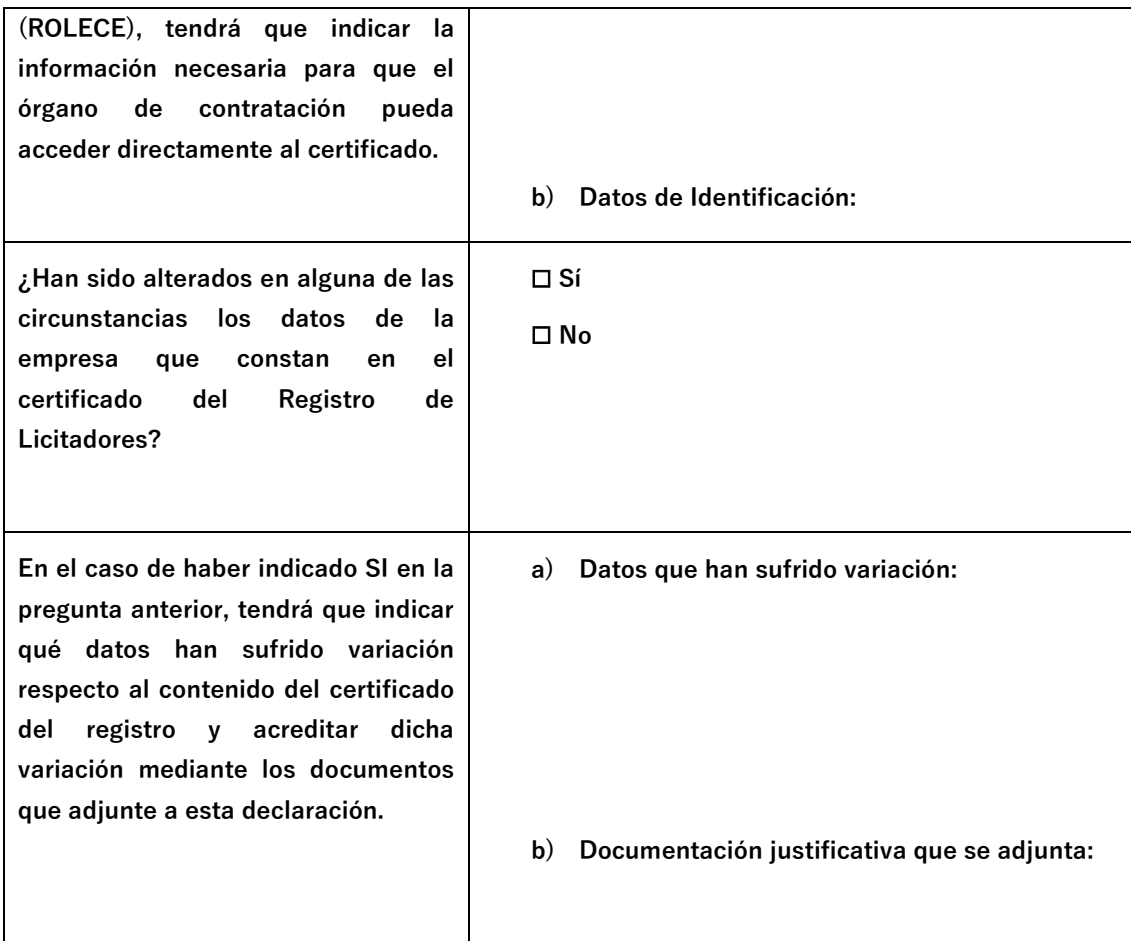 (ROLECE), tendrá que indicar la
información necesaria para que el
órgano de contratación pueda
acceder directamente al certificado.
b) Datos de Identificación:
¿Han sido alterados en alguna de las
circunstancias los datos de la
empresa que constan en el
certificado del Registro de
Licitadores?
☐ Sí
☐ No
En el caso de haber indicado SI en la
pregunta anterior, tendrá que indicar
qué datos han sufrido variación
respecto al contenido del certificado
del registro y acreditar dicha
variación mediante los documentos
que adjunte a esta declaración.
a) Datos que han sufrido variación:
b) Documentación justificativa que se adjunta: